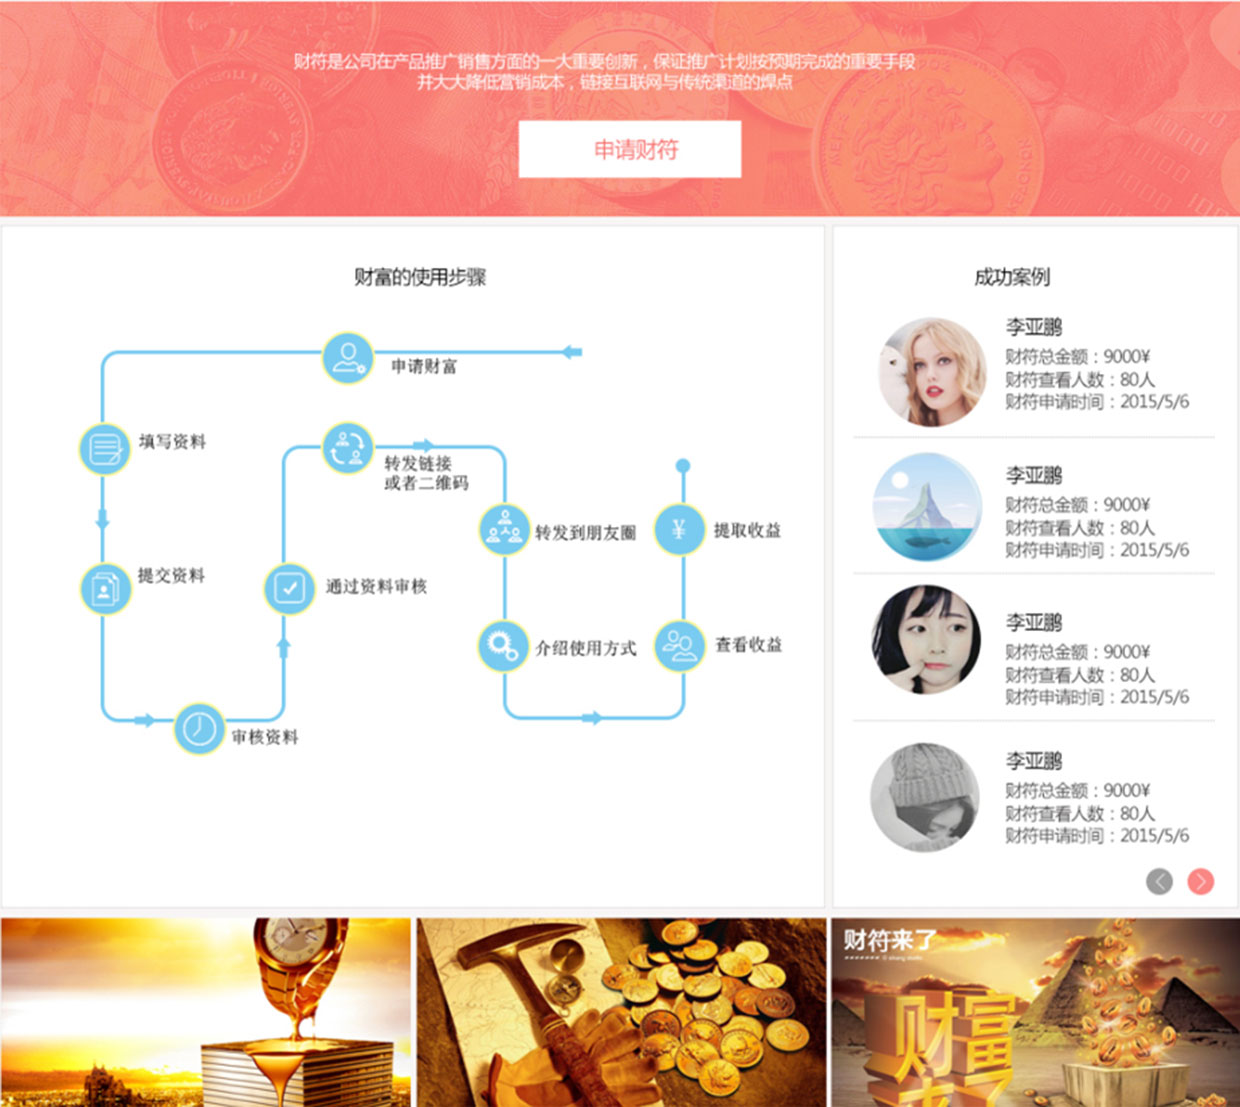 财符是公司在产品推广销售方面的一大重要创新，保证推广计划按预期完成的重要手段
并大大降低营销成本，链接互联网与传统渠道的焊点
申请财符
财富的使用步骤
申请财富
填写资料
提交资料
审核资料
通过资料审核
转发链接
或者二维码
转发到朋友圈
介绍使用方式
查看收益
提取收益
¥
成功案例
李亚鹏
财符总金额：9000¥
财符查看人数：80人
财符申请时间：2015/5/6
李亚鹏
财符总金额：9000¥
财符查看人数：80人
财符申请时间：2015/5/6
李亚鹏
财符总金额：9000¥
财符查看人数：80人
财符申请时间：2015/5/6
李亚鹏
财符总金额：9000¥
财符查看人数：80人
财符申请时间：2015/5/6
财符来了
财富
来了